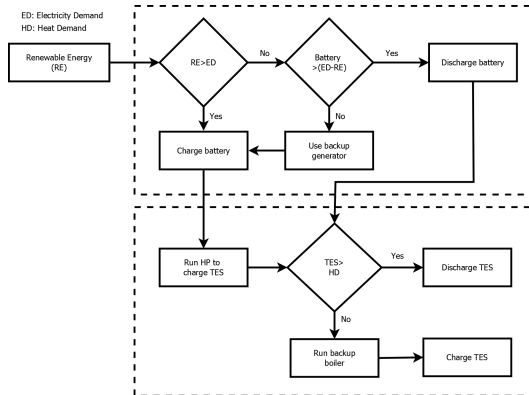 ED: Electricity Demand
HD: Heat Demand
Renewable Energy
(RE)
RE>ED
No
Battery
>(ED-RE)
Yes
Discharge battery
Yes
No
Charge battery
Use backup
generator
Run HP to
charge TES
TES>
HD
Yes
Discharge TES
No
Run backup
boiler
Charge TES